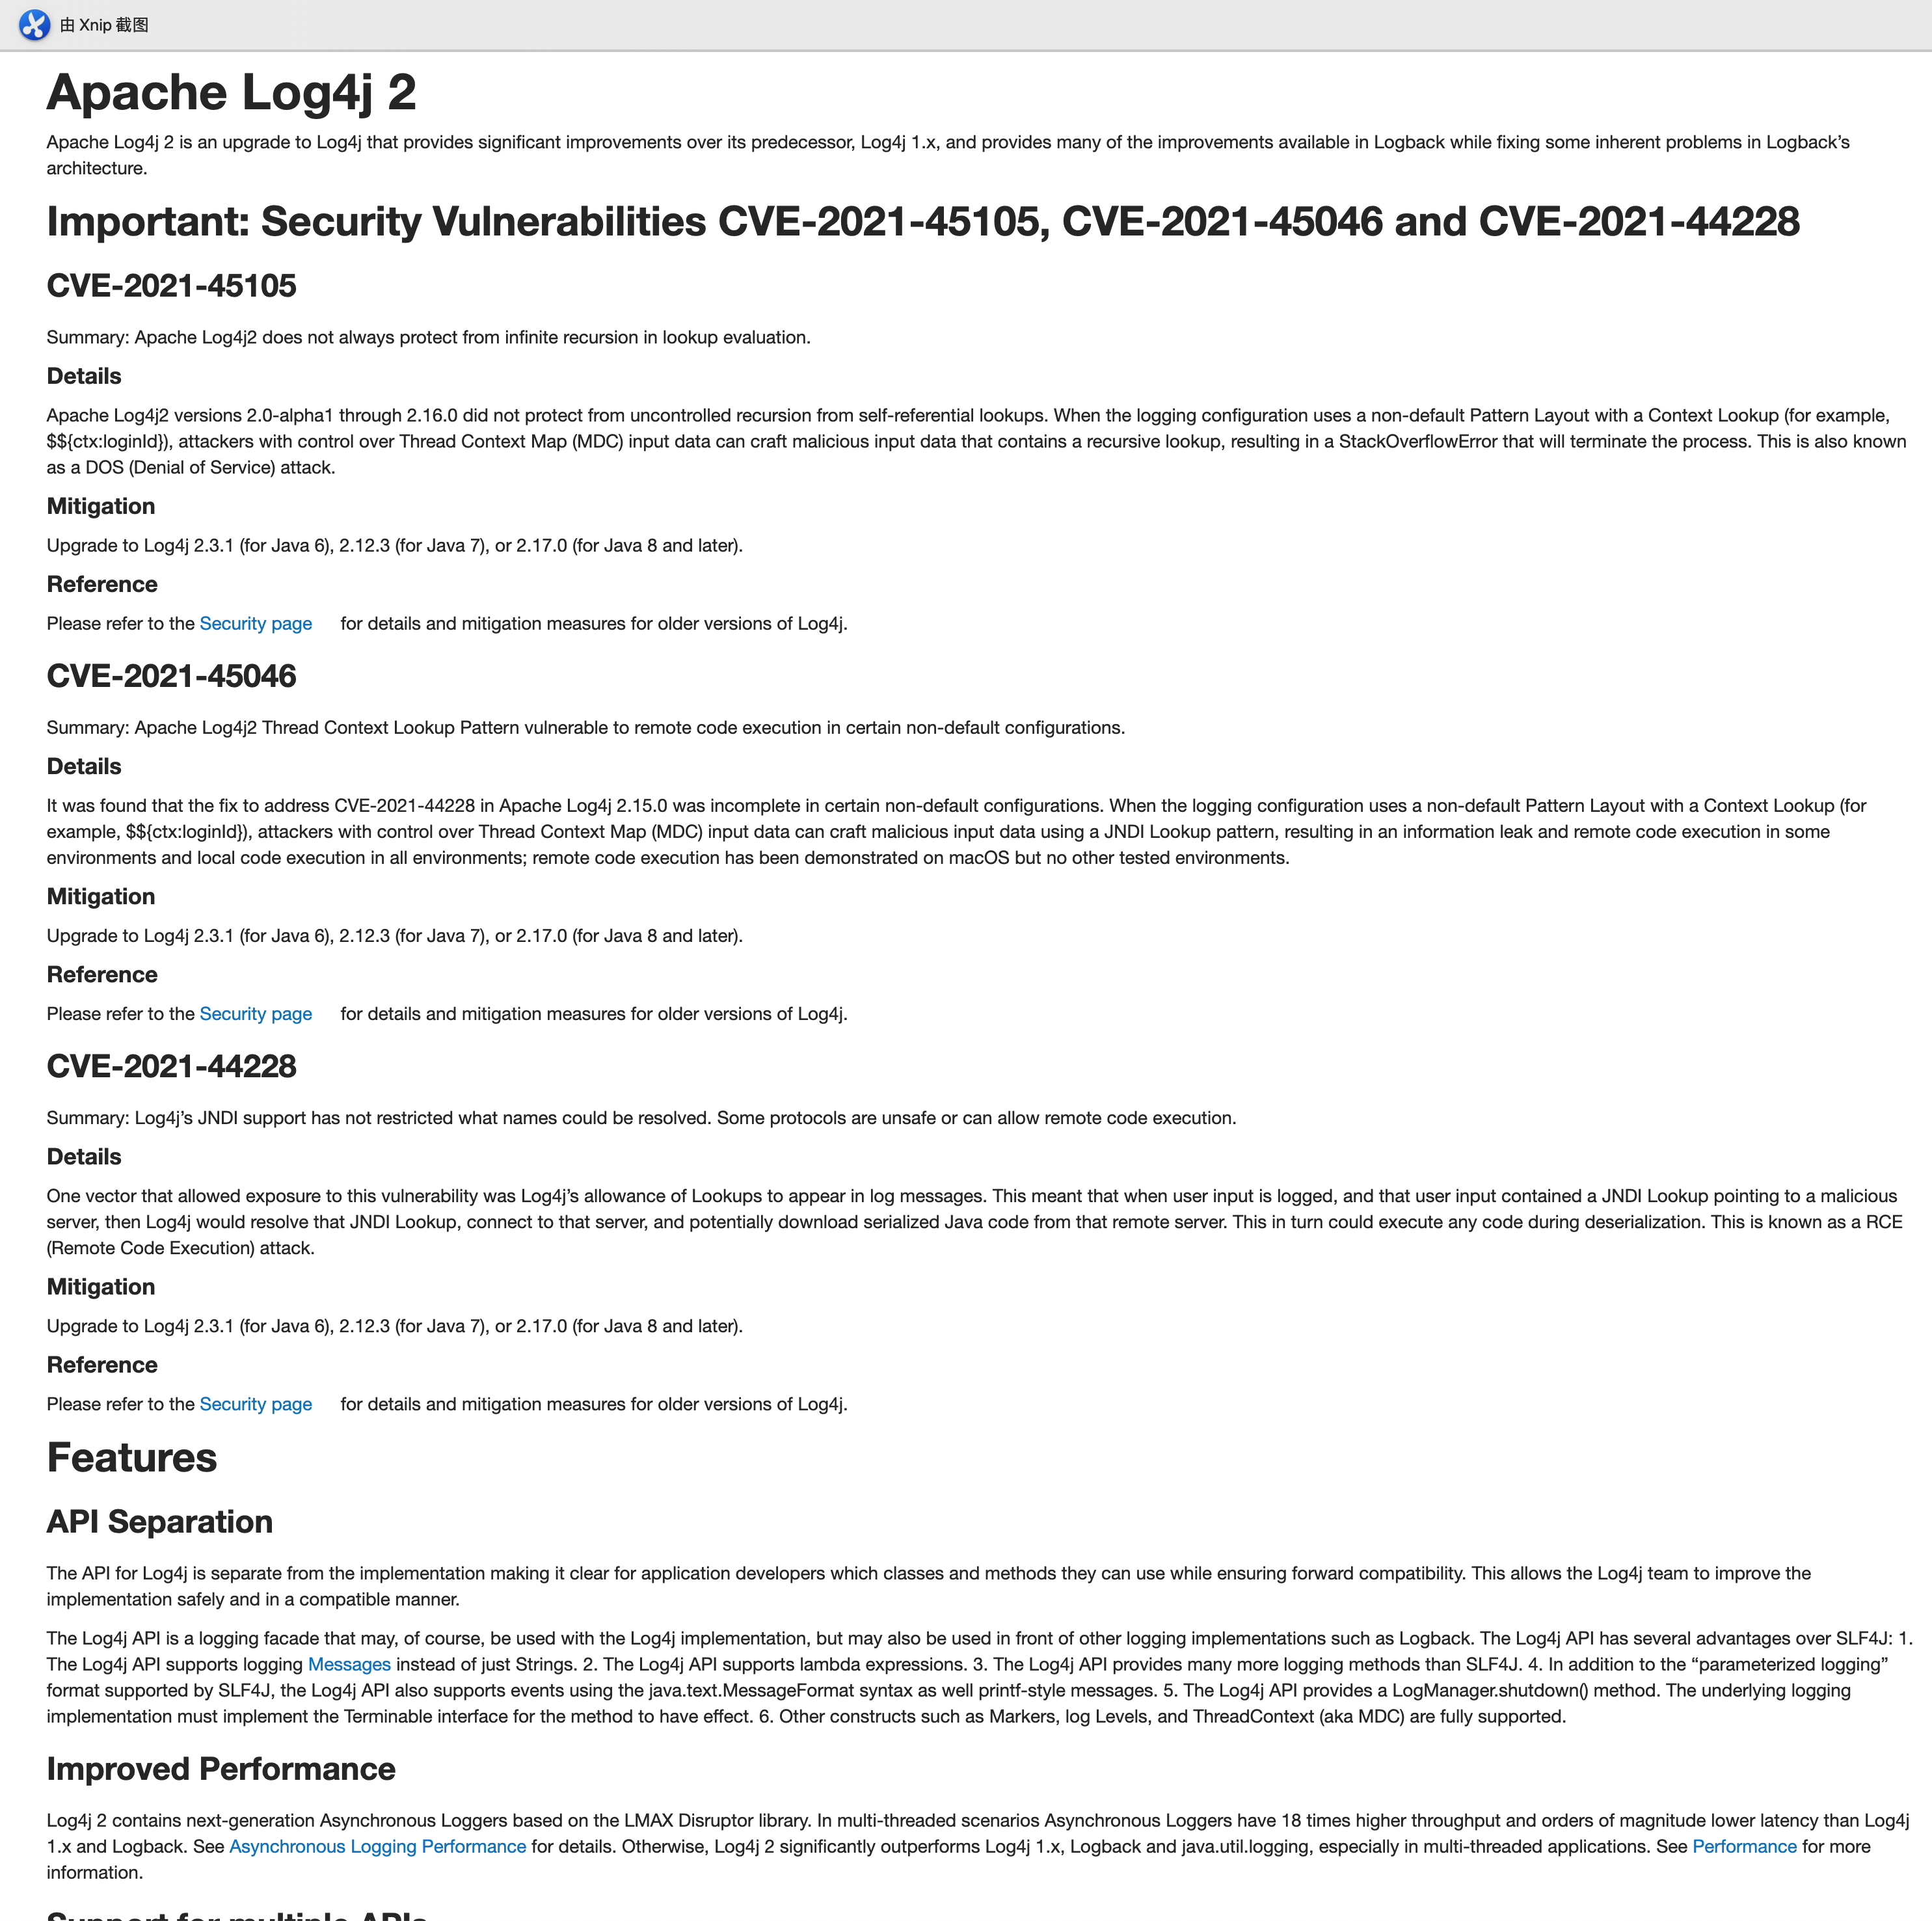 由 Xnip 截图
Apache Log4j 2
Apache Log4j 2 is an upgrade to Log4j that provides significant improvements over its predecessor, Log4j 1.x, and provides many of the improvements available in Logback while fixing some inherent problems in Logback’s
architecture.
Important: Security Vulnerabilities CVE-2021-45105, CVE-2021-45046 and CVE-2021-44228
CVE-2021-45105
Summary: Apache Log4j2 does not always protect from infinite recursion in lookup evaluation.
Details
Apache Log4j2 versions 2.0-alpha1 through 2.16.0 did not protect from uncontrolled recursion from self-referential lookups. When the logging configuration uses a non-default Pattern Layout with a Context Lookup (for example,
$${ctx:loginId}), attackers with control over Thread Context Map (MDC) input data can craft malicious input data that contains a recursive lookup, resulting in a StackOverflowError that will terminate the process. This is also known
as a DOS (Denial of Service) attack.
Mitigation
Upgrade to Log4j 2.3.1 (for Java 6), 2.12.3 (for Java 7), or 2.17.0 (for Java 8 and later).
Reference
Please refer to the Security page for details and mitigation measures for older versions of Log4j.
CVE-2021-45046
Summary: Apache Log4j2 Thread Context Lookup Pattern vulnerable to remote code execution in certain non-default configurations.
Details
It was found that the fix to address CVE-2021-44228 in Apache Log4j 2.15.0 was incomplete in certain non-default configurations. When the logging configuration uses a non-default Pattern Layout with a Context Lookup (for
example, $${ctx:loginId}), attackers with control over Thread Context Map (MDC) input data can craft malicious input data using a JNDI Lookup pattern, resulting in an information leak and remote code execution in some
environments and local code execution in all environments; remote code execution has been demonstrated on macOS but no other tested environments.
Mitigation
Upgrade to Log4j 2.3.1 (for Java 6), 2.12.3 (for Java 7), or 2.17.0 (for Java 8 and later).
Reference
Please refer to the Security page for details and mitigation measures for older versions of Log4j.
CVE-2021-44228
Summary: Log4j’s JNDI support has not restricted what names could be resolved. Some protocols are unsafe or can allow remote code execution.
Details
One vector that allowed exposure to this vulnerability was Log4j’s allowance of Lookups to appear in log messages. This meant that when user input is logged, and that user input contained a JNDI Lookup pointing to a malicious
server, then Log4j would resolve that JNDI Lookup, connect to that server, and potentially download serialized Java code from that remote server. This in turn could execute any code during deserialization. This is known as a RCE
(Remote Code Execution) attack.
Mitigation
Upgrade to Log4j 2.3.1 (for Java 6), 2.12.3 (for Java 7), or 2.17.0 (for Java 8 and later).
Reference
Please refer to the Security page for details and mitigation measures for older versions of Log4j.
Features
API Separation
The API for Log4j is separate from the implementation making it clear for application developers which classes and methods they can use while ensuring forward compatibility. This allows the Log4j team to improve the
implementation safely and in a compatible manner.
The Log4j API is a logging facade that may, of course, be used with the Log4j implementation, but may also be used in front of other logging implementations such as Logback. The Log4j API has several advantages over SLF4J: 1.
The Log4j API supports logging Messages instead of just Strings. 2. The Log4j API supports lambda expressions. 3. The Log4j API provides many more logging methods than SLF4J. 4. In addition to the “parameterized logging”
format supported by SLF4J, the Log4j API also supports events using the java.text.MessageFormat syntax as well printf-style messages. 5. The Log4j API provides a LogManager.shutdown() method. The underlying logging
implementation must implement the Terminable interface for the method to have effect. 6. Other constructs such as Markers, log Levels, and ThreadContext (aka MDC) are fully supported.
Improved Performance
Log4j 2 contains next-generation Asynchronous Loggers based on the LMAX Disruptor library. In multi-threaded scenarios Asynchronous Loggers have 18 times higher throughput and orders of magnitude lower latency than Log4j
1.x and Logback. See Asynchronous Logging Performance for details. Otherwise, Log4j 2 significantly outperforms Log4j 1.x, Logback and java.util.logging, especially in multi-threaded applications. See Performance for more
information.
Support for multiple APIs